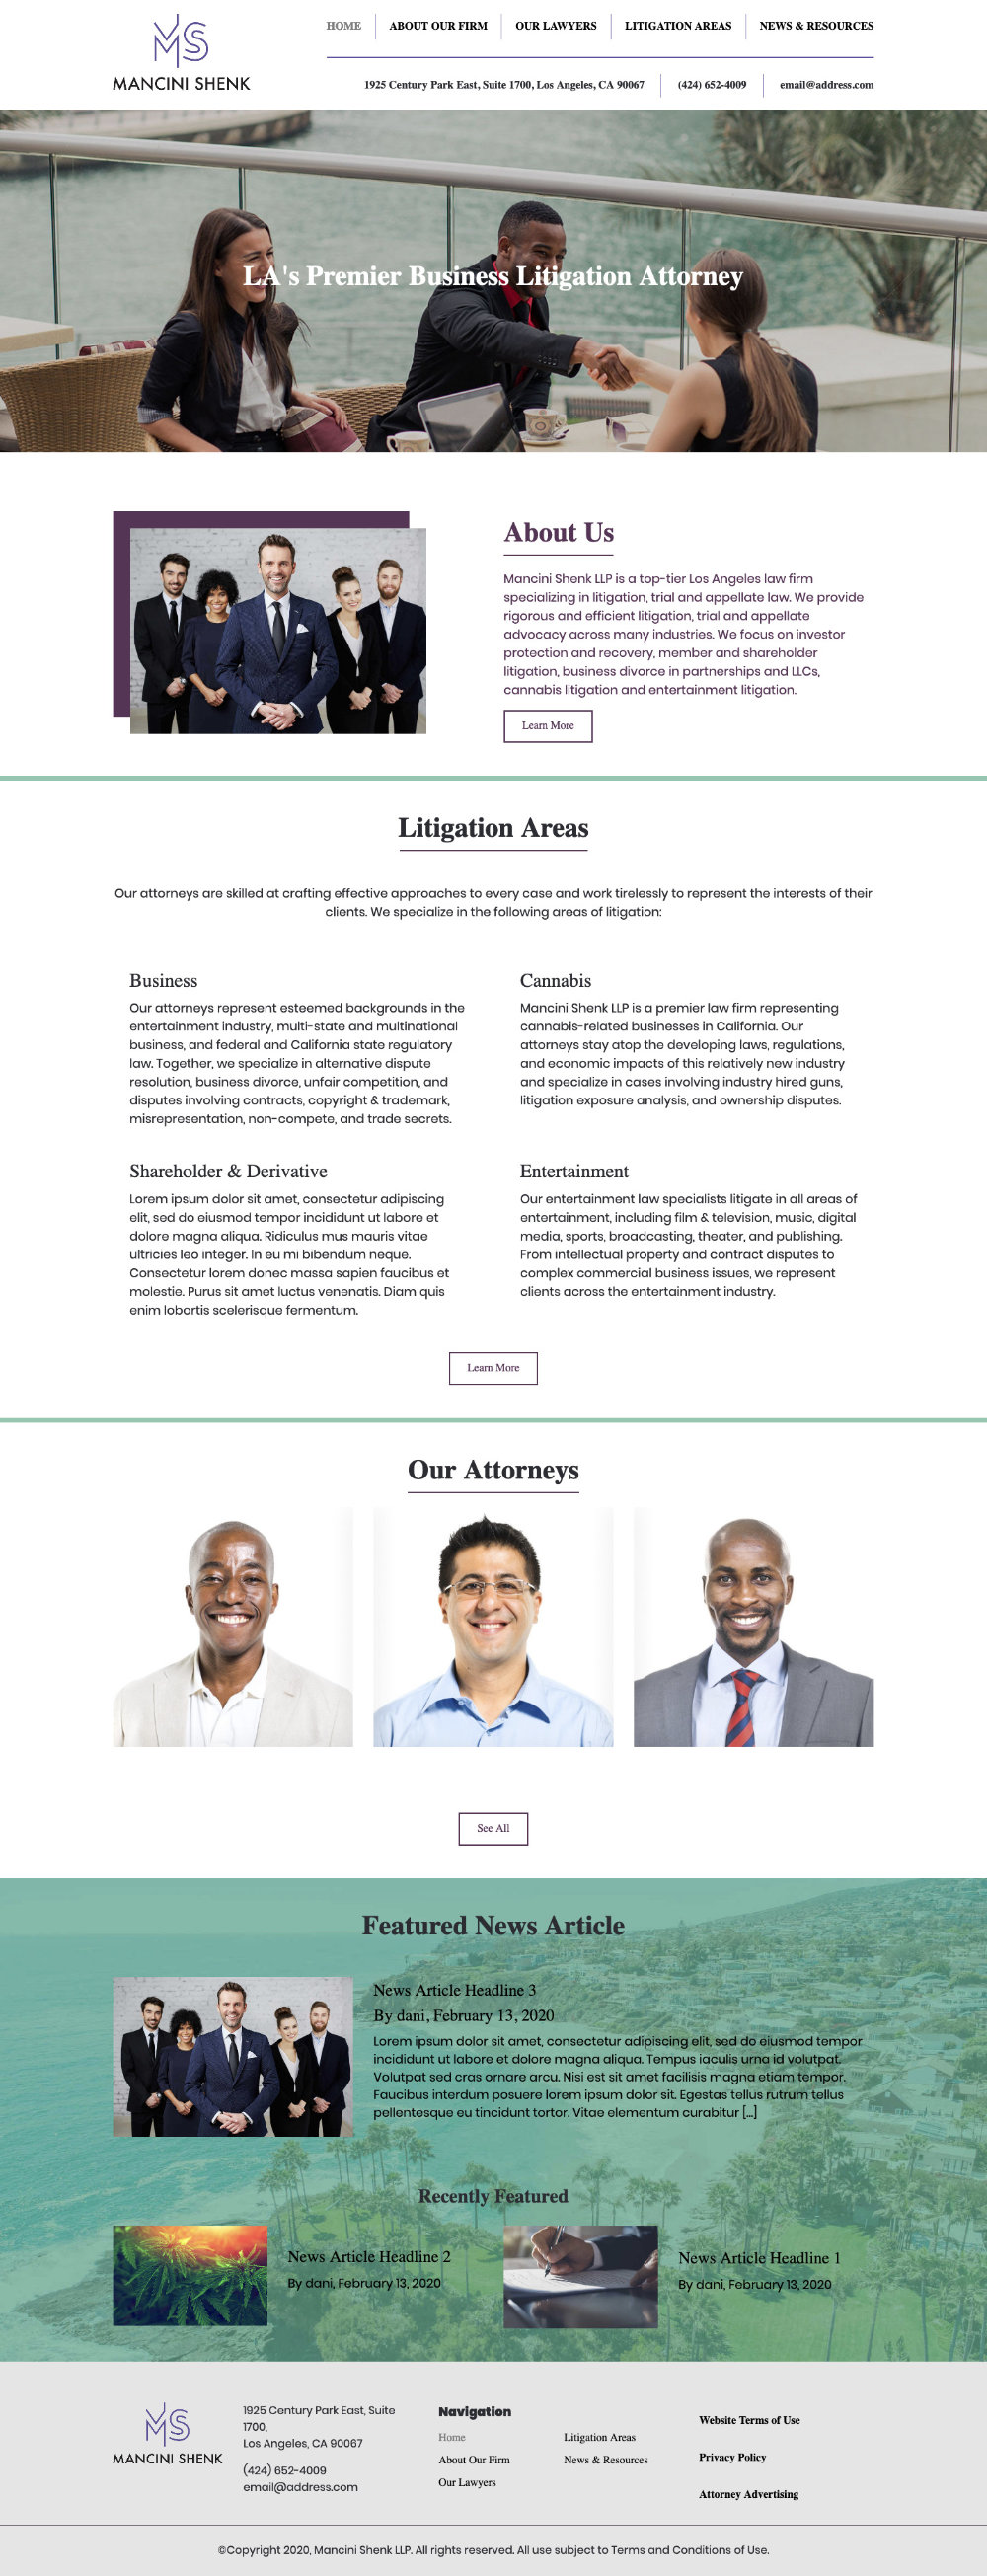 MS
MANCINI SHENK
HOME
ABOUT OUR FIRM
OUR LAWYERS
LITIGATION AREAS
NEWS & RESOURCES
1925 Century Park East, Suite 1700, Los Angeles, CA 90067
(424) 652-4009
email@address.com
LA's Premier Business Litigation Attorney
About Us
Mancini Shenk LLP is a top-tier Los Angeles law firm
specializing in litigation, trial and appellate law. We provide
rigorous and efficient litigation, trial and appellate
advocacy across many industries. We focus on investor
protection and recovery, member and shareholder
litigation, business divorce in partnerships and LLCs,
cannabis litigation and entertainment litigation.
Learn More
Litigation Areas
Our attorneys are skilled at crafting effective approaches to every case and work tirelessly to represent the interests of their
clients. We specialize in the following areas of litigation:
Business
Our attorneys represent esteemed backgrounds in the
entertainment industry, multi-state and multinational
business, and federal and California state regulatory
law. Together, we specialize in alternative dispute
resolution, business divorce, unfair competition, and
disputes involving contracts, copyright & trademark,
misrepresentation, non-compete, and trade secrets.
Cannabis
Mancini Shenk LLP is a premier law firm representing
cannabis-related businesses in California. Our
attorneys stay atop the developing laws, regulations,
and economic impacts of this relatively new industry
and specialize in cases involving industry hired guns,
litigation exposure analysis, and ownership disputes.
Shareholder & Derivative
Lorem ipsum dolor sit amet, consectetur adipiscing
elit, sed do eiusmod tempor incididunt ut labore et
dolore magna aliqua. Ridiculus mus mauris vitae
ultricies leo integer. In eu mi bibendum neque.
Consectetur lorem donec massa sapien faucibus et
molestie. Purus sit amet luctus venenatis. Diam quis
enim lobortis scelerisque fermentum.
Entertainment
Our entertainment law specialists litigate in all areas of
entertainment, including film & television, music, digital
media, sports, broadcasting, theater, and publishing.
From intellectual property and contract disputes to
complex commercial business issues, we represent
clients across the entertainment industry.
Learn More
Our Attorneys
See All
Featured News Article
News Article Headline 3
By dani, February 13, 2020
Lorem ipsum dolor sit amet, consectetur adipiscing elit, sed do eiusmod tempor
incididunt ut labore et dolore magna aliqua. Tempus iaculis urna id volutpat.
Volutpat sed cras ornare arcu. Nisi est sit amet facilisis magna etiam tempor.
Faucibus interdum posuere lorem ipsum dolor sit. Egestas tellus rutrum tellus
pellentesque eu tincidunt tortor. Vitae elementum curabitur [...]
Recently Featured
News Article Headline 2
By dani, February 13, 2020
News Article Headline 1
By dani, February 13, 2020
MS
MANCINI SHENK
1925 Century Park East, Suite
1700,
Los Angeles, CA 90067
(424) 652-4009
email@address.com
Navigation
Home
About Our Firm
Our Lawyers
Litigation Areas
News & Resources
Website Terms of Use
Privacy Policy
Attorney Advertising
©Copyright 2020, Mancini Shenk LLP. All rights reserved. All use subject to Terms and Conditions of Use.